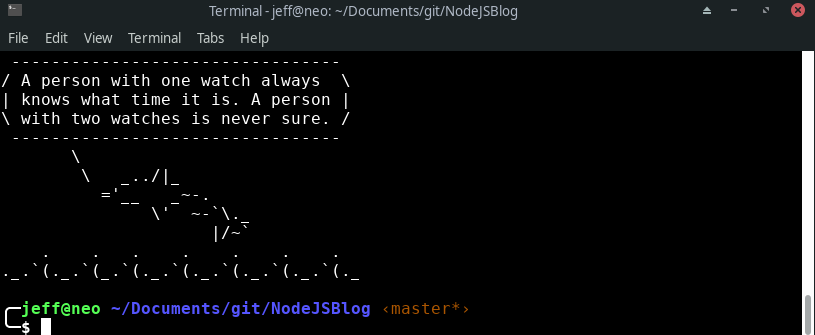 Terminal - jeff@neo: ~/Documents/git/NodeJSBlog
File Edit View Terminal Tabs Help
 ---------------------------------
/ A person with one watch always  \
| knows what time it is. A person |
\ with two watches is never sure. /
 ---------------------------------
       \
        \   _../|_
          ='__   _~-.
               \'  ~-`\._
                     |/~`
    .    .   .    .    .    .    .
._.`(._.`(_.`(._.`(._.`(._.`(._.`(._
╭─jeff@neo ~/Documents/git/NodeJSBlog ‹master*›
╰─$